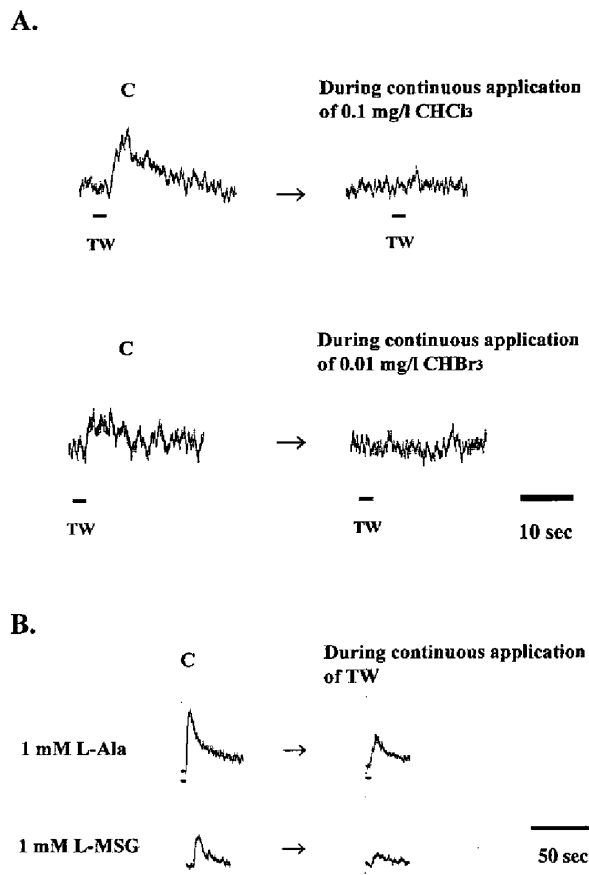 A.
C
During continuous application
of 0.1 mg/l CHCl3
→
TW
TW
C
During continuous application
of 0.01 mg/l CHBr3
→
TW
TW
10 sec
B.
C
During continuous application
of TW
1 mM L-Ala
→
1 mM L-MSG
→
50 sec